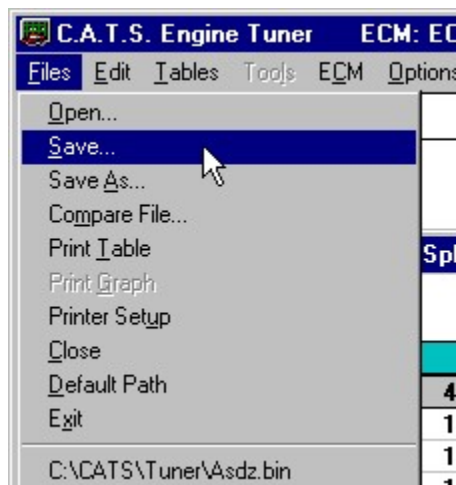 C.A.T.S. Engine Tuner ECM: EC
Files Edit Tables Tools ECM Options
Open...
Save...
Save As...
Compare File...
Print Table
Print Graph
Printer Setup
Close
Default Path
Exit
C:\CATS\Tuner\Asdz.bin
Spl
4
1
1
1